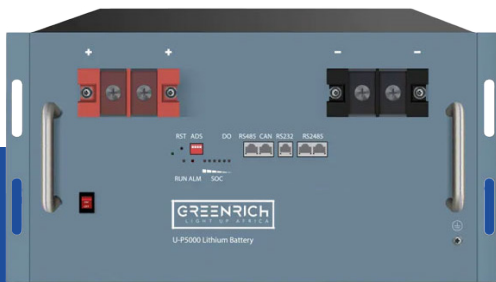 + + - -
RST ADS DO RS485 CAN RS232 RS2485
RUN ALM SOC
GREENRICH
LIGHT UP AFRICA
U-P5000 Lithium Battery